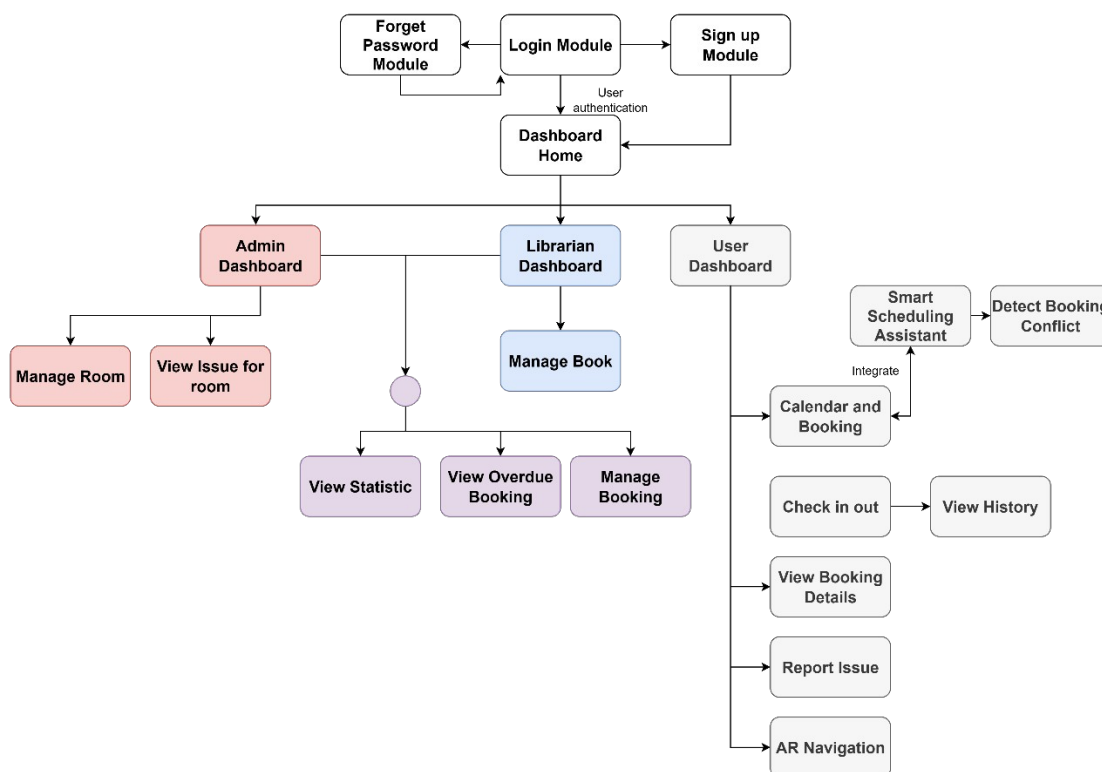 Forget
Password
Module
Login Module
Sign up
Module
User
authentication
Dashboard
Home
Admin
Dashboard
Librarian
Dashboard
User
Dashboard
Smart
Scheduling
Assistant
Detect Booking
Conflict
Manage Room
View Issue for
room
Manage Book
Integrate
Calendar and
Booking
View Statistic
View Overdue
Booking
Manage
Booking
Check in out
View History
View Booking
Details
Report Issue
AR Navigation